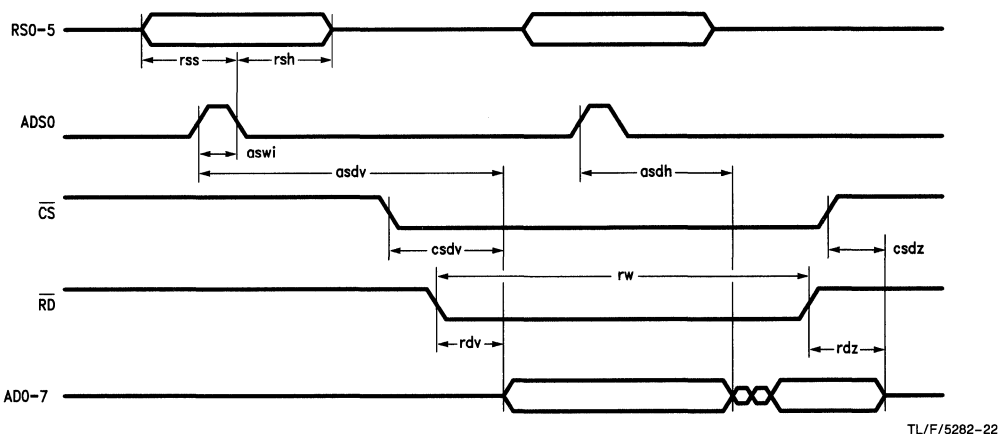 RS0-5
rss
rsh
ADS0
aswi
asdv
asdh
CS
csdv
csdz
rw
RD
rdv
rdz
AD0-7
TL/F/5282-22